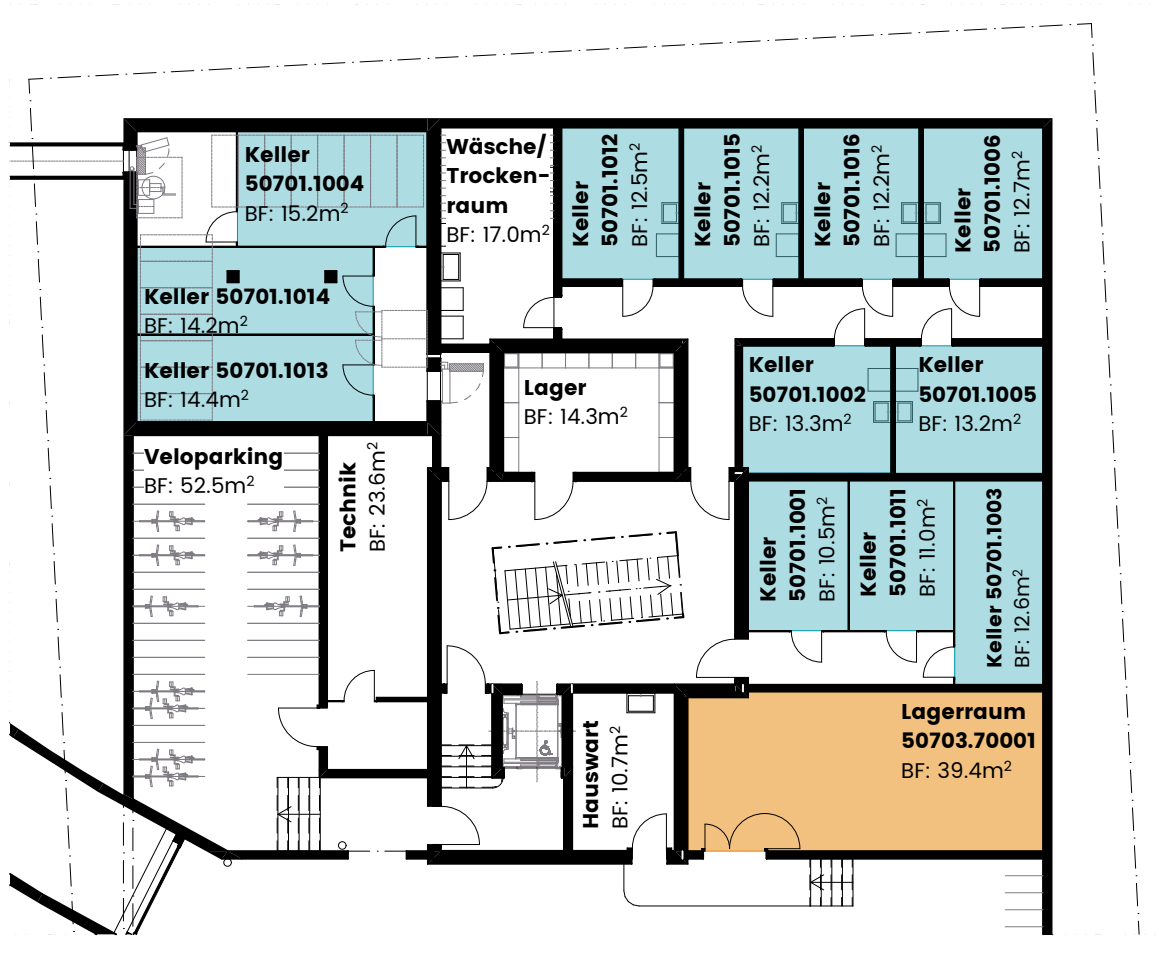 Keller
50701.1004
BF: 15.2m²
Wäsche/
Trocken-
raum
BF: 17.0m²
Keller
50701.1012
BF: 12.5m²
Keller
50701.1015
BF: 12.2m²
Keller
50701.1016
BF: 12.2m²
Keller
50701.1006
BF: 12.7m²
Keller 50701.1014
BF: 14.2m²
Keller 50701.1013
BF: 14.4m²
Lager
BF: 14.3m²
Keller
50701.1002
BF: 13.3m²
Keller
50701.1005
BF: 13.2m²
Veloparking
BF: 52.5m²
Technik
BF: 23.6m²
Keller
50701.1001
BF: 10.5m²
Keller
50701.1011
BF: 11.0m²
Keller 50701.1003
BF: 12.6m²
Hauswart
BF: 10.7m²
Lagerraum
50703.70001
BF: 39.4m²